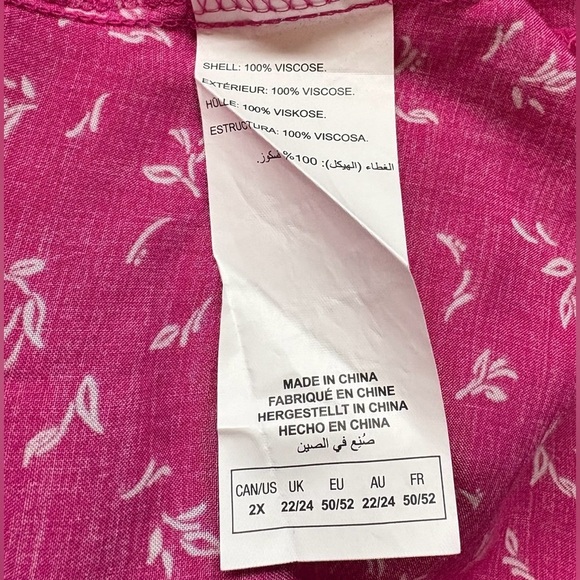 SHELL: 100% VISCOSE.
EXTÉRIEUR: 100% VISCOSE.
HÜLLE: 100% VISKOSE.
ESTRUCTURA: 100% VISCOSA.
الغطاء (الهيكل): 100% فسكوز.
MADE IN CHINA
FABRIQUÉ EN CHINE
HERGESTELLT IN CHINA
HECHO EN CHINA
صُنِع في الصين
CAN/US UK EU AU FR
2X 22/24 50/52 22/24 50/52